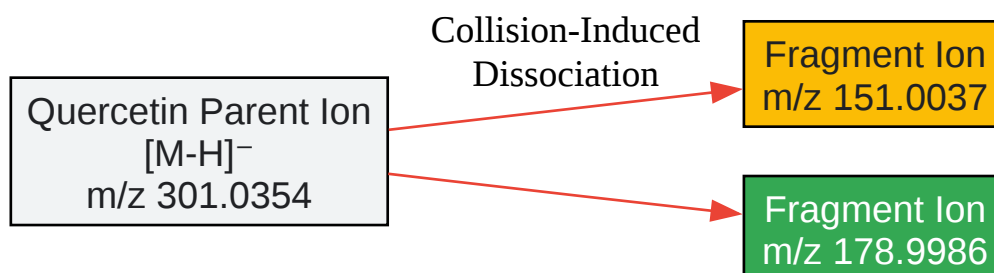 Collision-Induced
Dissociation
Quercetin Parent Ion
[M-H]⁻
m/z 301.0354
Fragment Ion
m/z 151.0037
Fragment Ion
m/z 178.9986